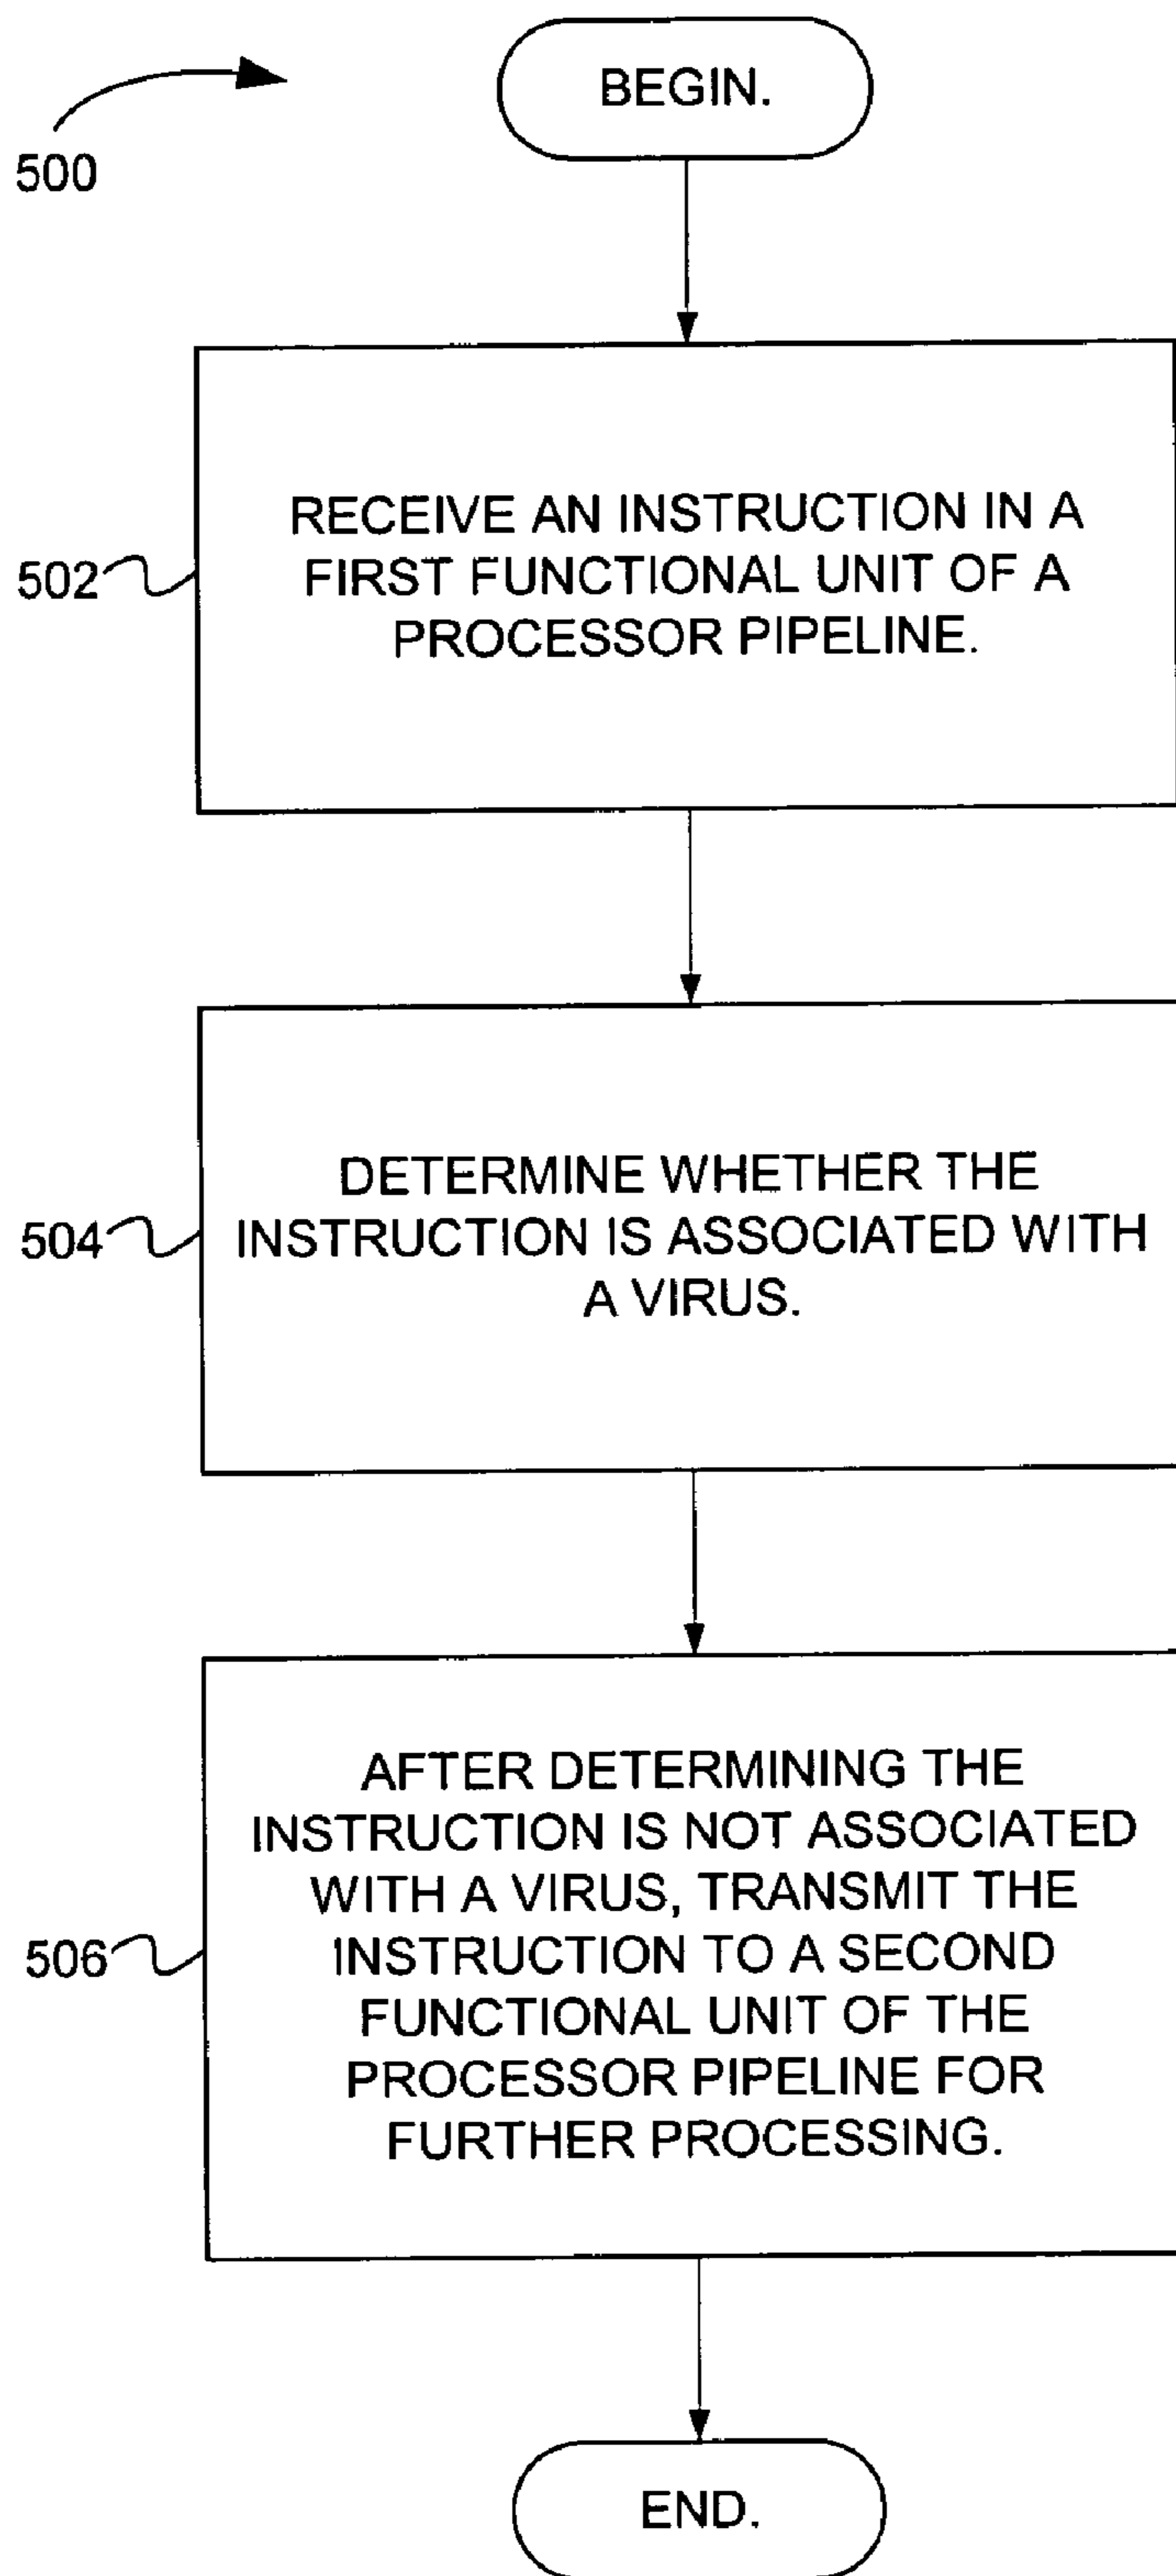 BEGIN.
500
RECEIVE AN INSTRUCTION IN A
FIRST FUNCTIONAL UNIT OF A
PROCESSOR PIPELINE.
502
DETERMINE WHETHER THE
INSTRUCTION IS ASSOCIATED WITH
A VIRUS.
504
AFTER DETERMINING THE
INSTRUCTION IS NOT ASSOCIATED
WITH A VIRUS, TRANSMIT THE
INSTRUCTION TO A SECOND
FUNCTIONAL UNIT OF THE
PROCESSOR PIPELINE FOR
FURTHER PROCESSING.
506
END.